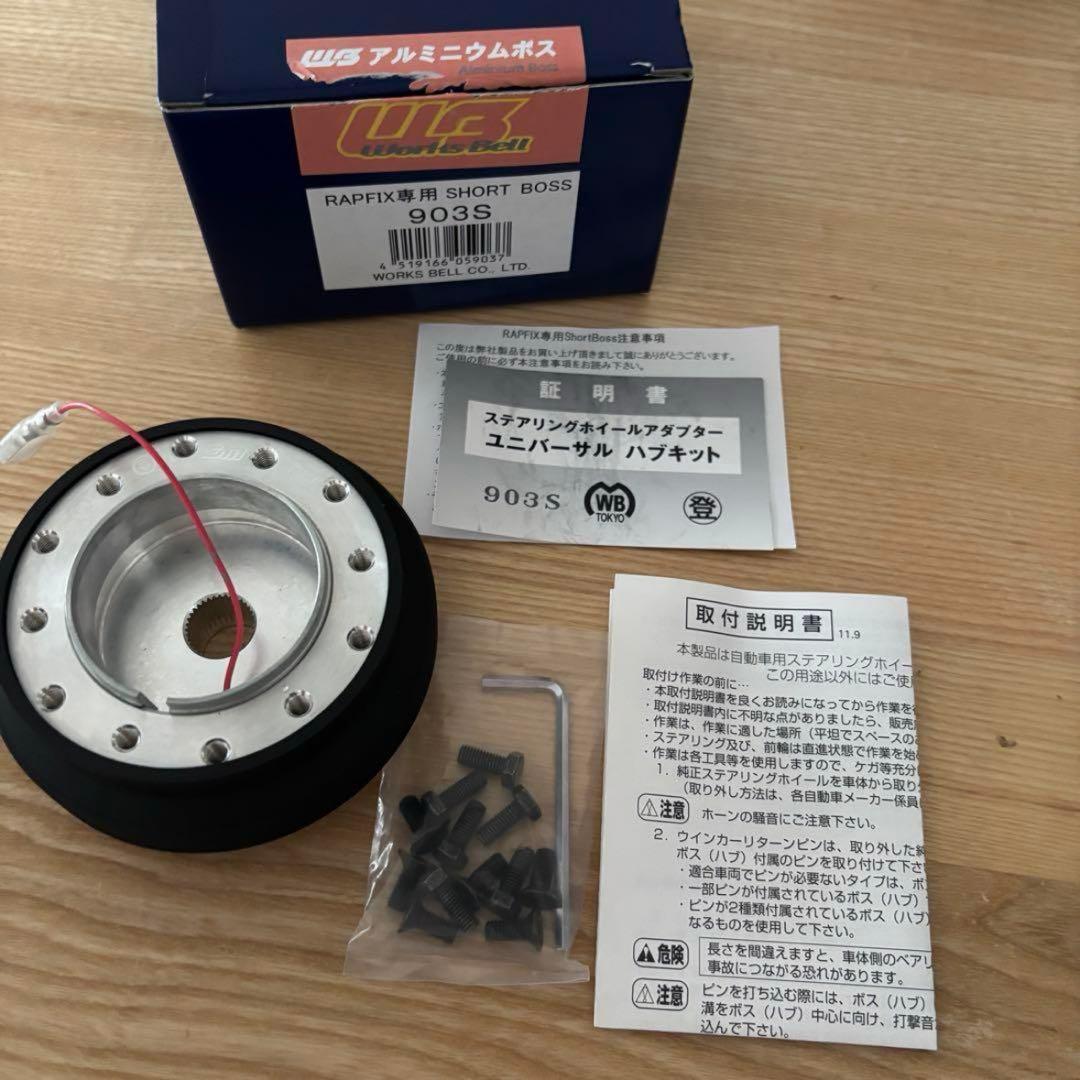 WB アルミニウムボス
Aluminium Boss
WB
Works Bell
RAPFIX専用 SHORT BOSS
903S
4 519166 059037
WORKS BELL CO., LTD.
RAPFIX専用ShortBoss注意事項
この度は弊社製品をお買い上げ頂きまして誠にありがとうございます。
ご使用の前に必ず本注意事項をお読み下さい。
証明書
ステアリングホイールアダプター
ユニバーサル ハブキット
903S
WB
TOKYO
登
取付説明書
11.9
本製品は自動車用ステアリングホイー
この用途以外にはご使
取付け作業の前に…
・本取付説明書を良くお読みになってから作業を
・取付説明書内に不明な点がありましたら、販売
・作業は、作業に適した場所（平坦でスペースの
・ステアリング及び、前輪は直進状態で作業を始
・作業は各工具等を使用しますので、ケガ等充分
1．純正ステアリングホイールを車体から取り
（取り外し方法は、各自動車メーカー係員
注意 ホーンの騒音にご注意下さい。
2．ウインカーリターンピンは、取り外した
ボス（ハブ）付属のピンを取り付けて下さ
・適合車両でピンが必要ないタイプは、ボ
・一部ピンが付属されているボス（ハブ）
・ピンが2種類付属されているボス（ハブ）
なるものを使用して下さい。
危険 長さを間違えますと、車体側のベアリ
事故につながる恐れがあります。
注意 ピンを打ち込む際には、ボス（ハブ）
溝をボス（ハブ）中心に向け、打撃音
込んで下さい。